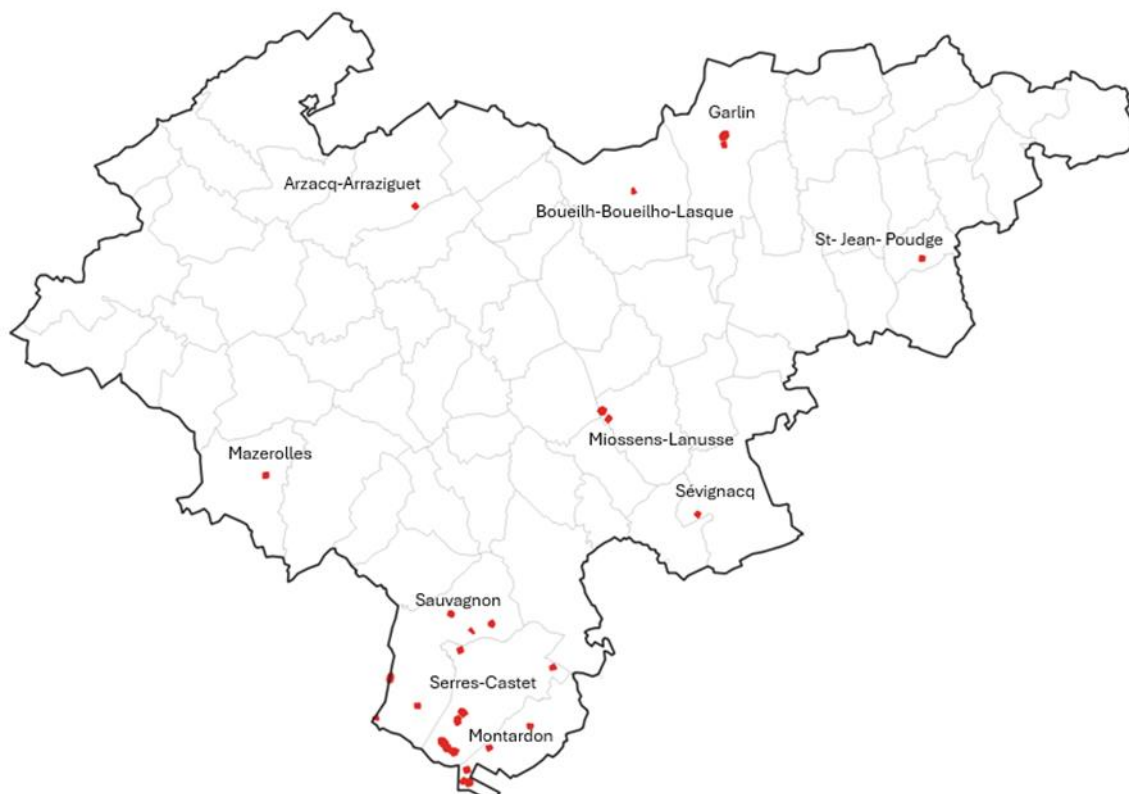 Garlin
Arzacq-Arraziguet
Boueilh-Boueilho-Lasque
St- Jean- Poudge
Miossens-Lanusse
Mazerolles
Sévignacq
Sauvagnon
Serres-Castet
Montardon